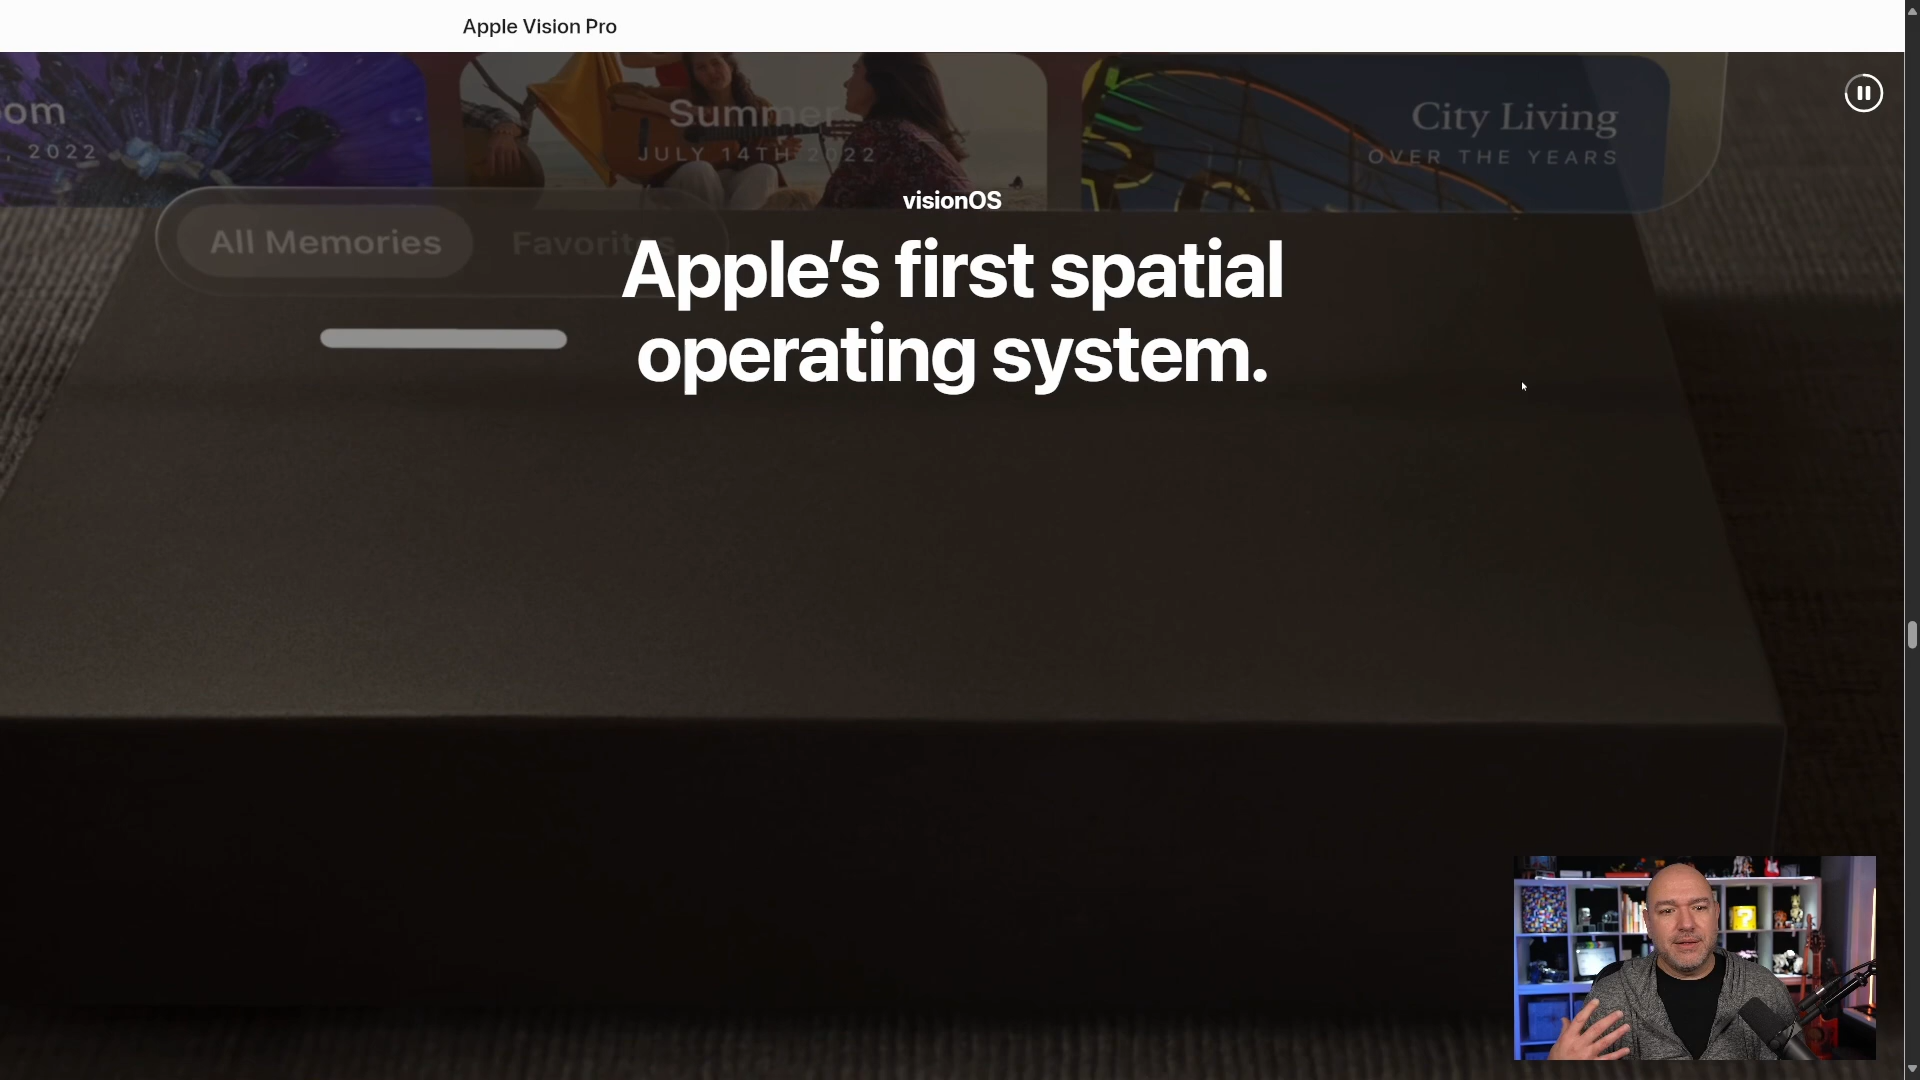 Apple Vision Pro
om
, 2022
Summer
JULY 14TH 2022
City Living
OVER THE YEARS
visionOS
All Memories
Favorites
Apple’s first spatial
operating system.
?